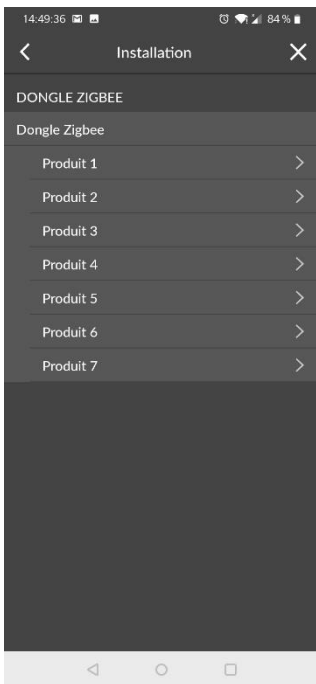 14:49:36 84 %
Installation
DONGLE ZIGBEE
Dongle Zigbee
Produit 1
Produit 2
Produit 3
Produit 4
Produit 5
Produit 6
Produit 7